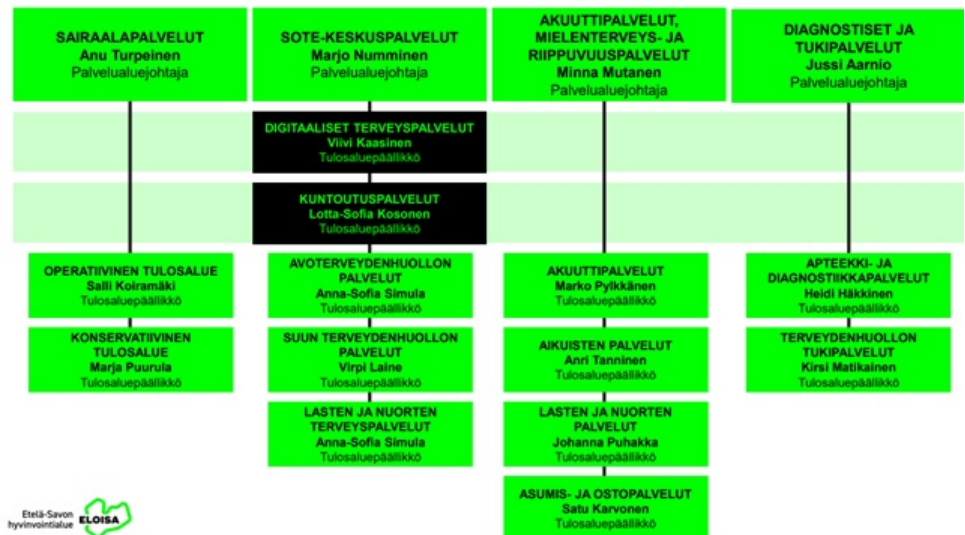 SAIRAALAPALVELUT
Anu Turpeinen
Palvelualuejohtaja
SOTE-KESKUSPALVELUT
Marjo Numminen
Palvelualuejohtaja
AKUUTTIPALVELUT,
MIELENTERVEYS- JA
RIIPPUVUUSPALVELUT
Minna Mutanen
Palvelualuejohtaja
DIAGNOSTISET JA
TUKIPALVELUT
Jussi Aarnio
Palvelualuejohtaja
DIGITAALISET TERVEYSPALVELUT
Viivi Kaasinen
Tulosaluepäällikkö
KUNTOUTUSPALVELUT
Lotta-Sofia Kosonen
Tulosaluepäällikkö
OPERATIIVINEN TULOSALUE
Salli Koiramäki
Tulosaluepäällikkö
KONSERVATIIVINEN
TULOSALUE
Marja Puurula
Tulosaluepäällikkö
AVOTERVEYDENHUOLLON
PALVELUT
Anna-Sofia Simula
Tulosaluepäällikkö
SUUN TERVEYDENHUOLLON
PALVELUT
Virpi Laine
Tulosaluepäällikkö
LASTEN JA NUORTEN
TERVEYSPALVELUT
Anna-Sofia Simula
Tulosaluepäällikkö
AKUUTTIPALVELUT
Marko Pylkkänen
Tulosaluepäällikkö
AIKUISTEN PALVELUT
Anri Tanninen
Tulosaluepäällikkö
LASTEN JA NUORTEN
PALVELUT
Johanna Puhakka
Tulosaluepäällikkö
ASUMIS- JA OSTOPALVELUT
Satu Karvonen
Tulosaluepäällikkö
APTEEKKI- JA
DIAGNOSTIIKKAPALVELUT
Heidi Häkkinen
Tulosaluepäällikkö
TERVEYDENHUOLLON
TUKIPALVELUT
Kirsi Matikainen
Tulosaluepäällikkö
Etelä-Savon
hyvinvointialue
ELOISA